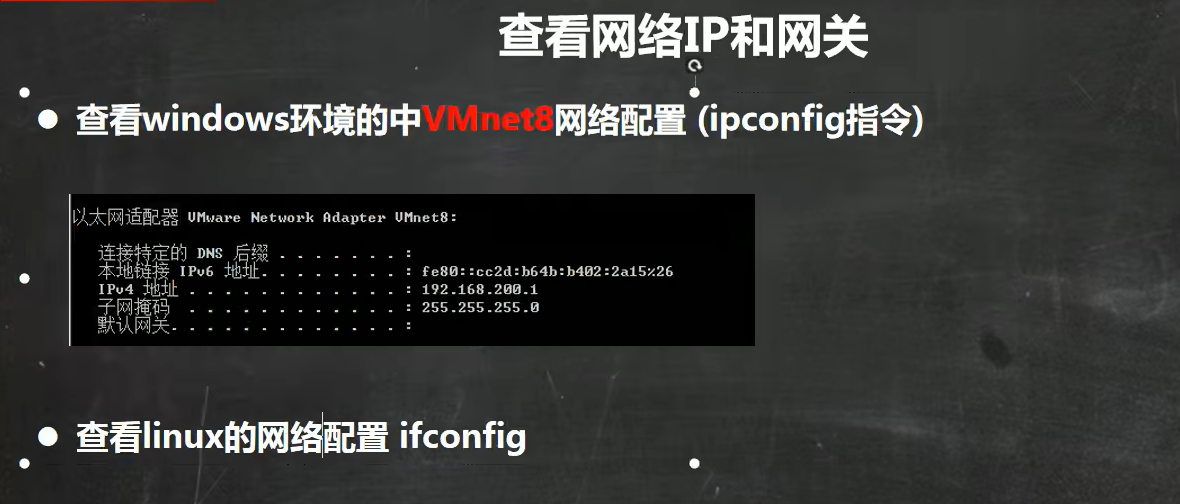 查看网络IP和网关
查看windows环境的中VMnet8网络配置 (ipconfig指令)
以太网适配器 VMware Network Adapter VMnet8:
连接特定的 DNS 后缀 . . . . . . . :
本地链接 IPv6 地址. . . . . . . . : fe80::cc2d:b64b:b402:2a15%26
IPv4 地址 . . . . . . . . . . . . : 192.168.200.1
子网掩码 . . . . . . . . . . . . : 255.255.255.0
默认网关. . . . . . . . . . . . . :
查看linux的网络配置 ifconfig